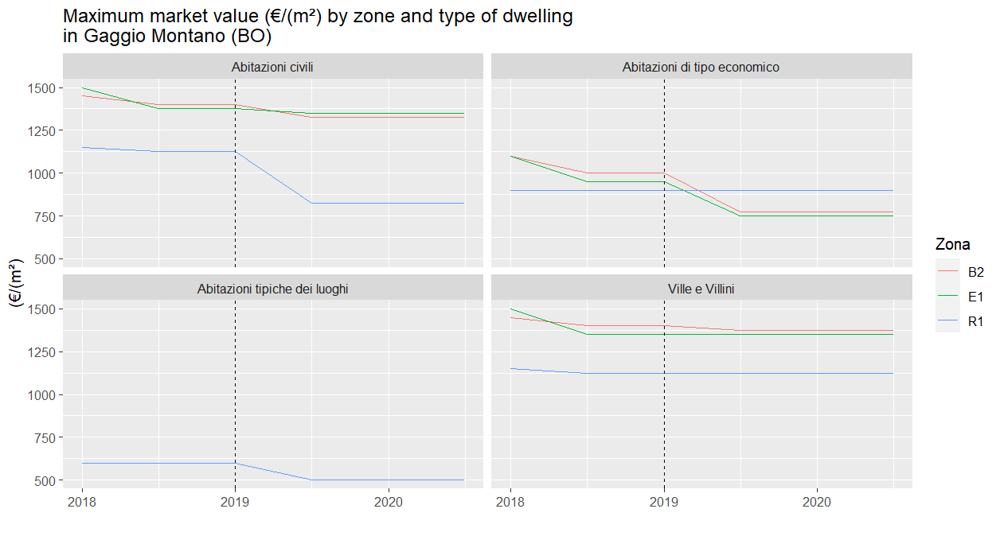 Maximum market value (€/(m²) by zone and type of dwelling
in Gaggio Montano (BO)
Abitazioni civili
Abitazioni di tipo economico
1500
1250
1000
750
500
(€/(m²)
Abitazioni tipiche dei luoghi
Ville e Villini
1500
1250
1000
750
500
2018
2019
2020
2018
2019
2020
Zona
B2
E1
R1